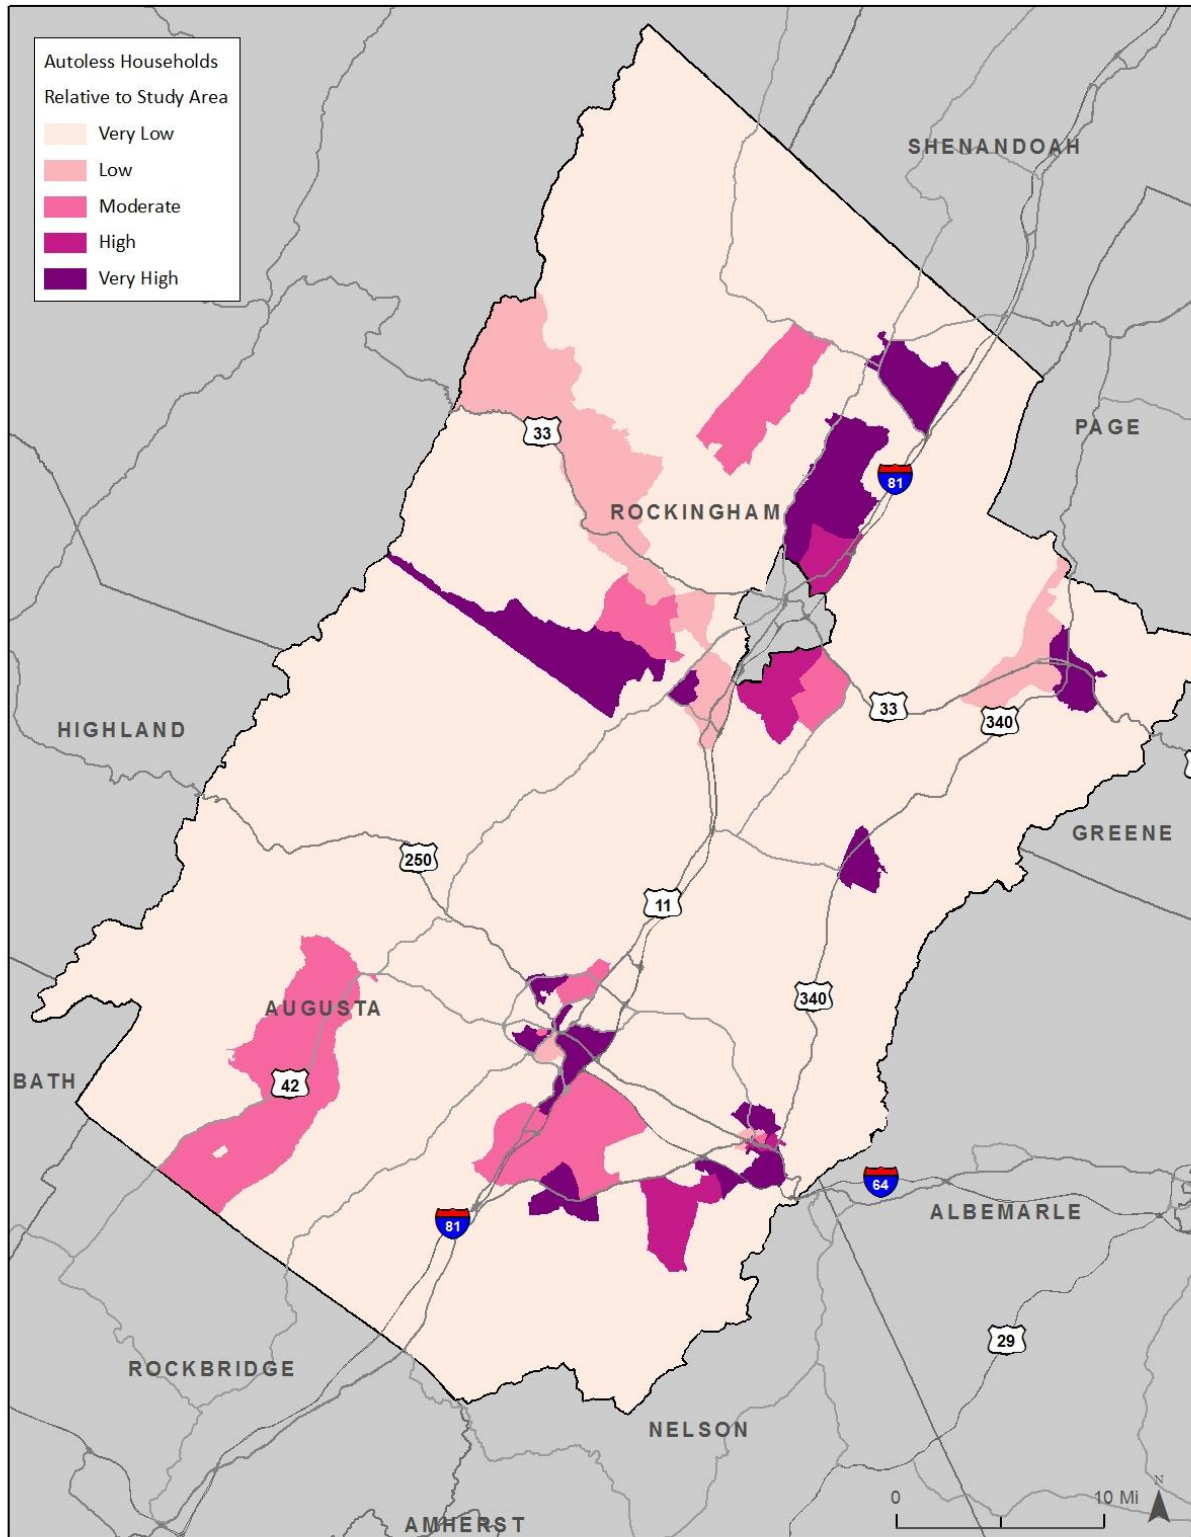 Autoless Households
Relative to Study Area
Very Low
Low
Moderate
High
Very High
SHENANDOAH
PAGE
33
81
ROCKINGHAM
HIGHLAND
33
340
GREENE
250
11
340
AUGUSTA
BATH
42
64
ALBEMARLE
81
29
ROCKBRIDGE
NELSON
AMHERST
0
10 Mi
N